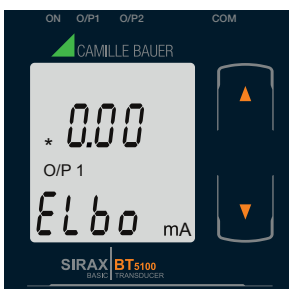 ON O/P1 O/P2 COM
CAMILLE BAUER
* 0.00
O/P 1
ELbo mA
SIRAX BT5100
BASIC TRANSDUCER